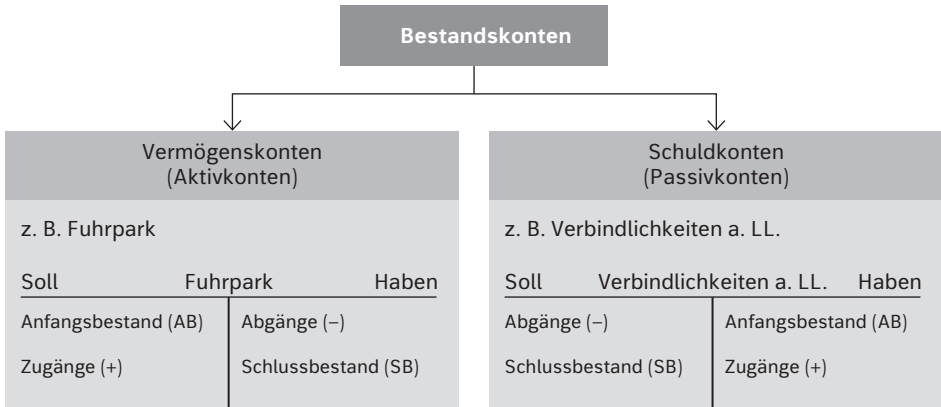 Bestandskonten
Vermögenskonten
(Aktivkonten)
z. B. Fuhrpark
Soll Fuhrpark Haben
Anfangsbestand (AB) Abgänge (–)
Zugänge (+) Schlussbestand (SB)
Schuldkonten
(Passivkonten)
z. B. Verbindlichkeiten a. LL.
Soll Verbindlichkeiten a. LL. Haben
Abgänge (–) Anfangsbestand (AB)
Schlussbestand (SB) Zugänge (+)